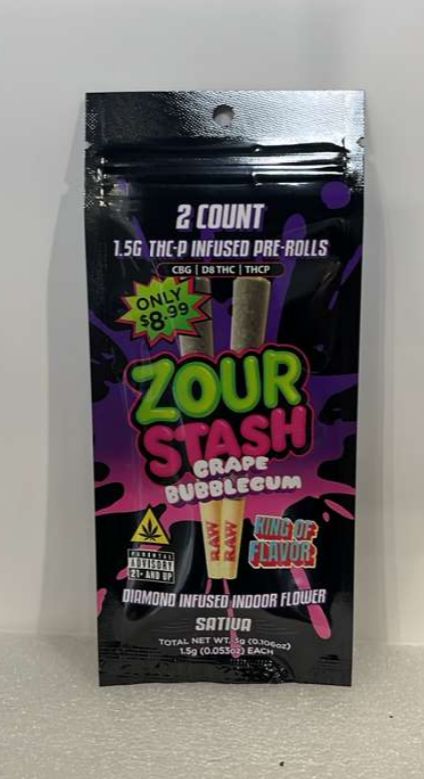 2 COUNT
1.5G THC-P INFUSED PRE-ROLLS
CBG | D8 THC | THCP
ONLY
$8.99
ZOUR
STASH
GRAPE
BUBBLEGUM
RAW RAW
KING OF
FLAVOR
PARENTAL
ADVISORY
21+ AND UP
DIAMOND INFUSED INDOOR FLOWER
SATIVA
TOTAL NET WT. 3g (0.106oz)
1.5g (0.053oz) EACH